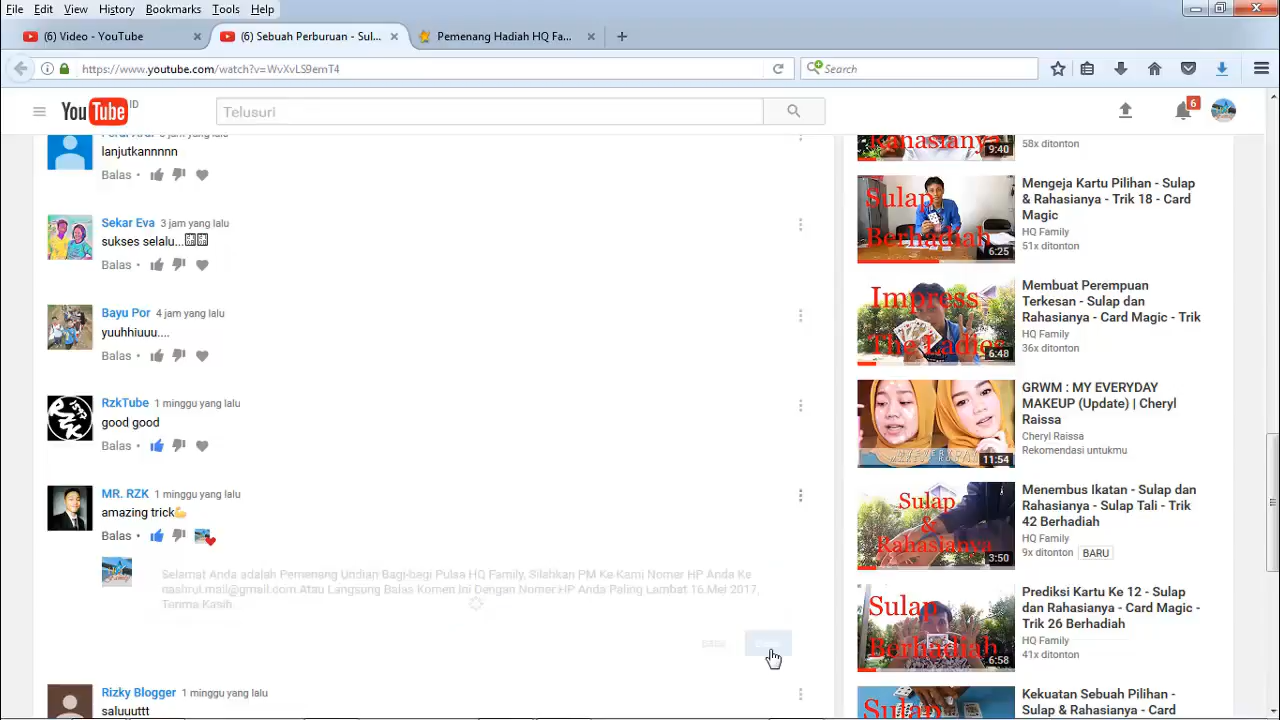 File Edit View History Bookmarks Tools Help
(6) Video - YouTube
(6) Sebuah Perburuan - Sul...
Pemenang Hadiah HQ Fa...
https://www.youtube.com/watch?v=WvXvLS9emT4
Search
YouTube ID
Telusuri
6
lanjutkannnnn
Balas
Sekar Eva 3 jam yang lalu
sukses selalu...
Balas
Bayu Por 4 jam yang lalu
yuuhhiuuu....
Balas
RzkTube 1 minggu yang lalu
good good
Balas
MR. RZK 1 minggu yang lalu
amazing trick💪
Balas
Selamat Anda adalah Pemenang Undian Bagi-bagi Pulsa HQ Family, Silahkan PM Ke Kami Nomer HP Anda Ke
nashrut.mail@gmail.com Atau Langsung Balas Komen ini Dengan Nomer HP Anda Paling Lambat 16 Mei 2017,
Terima Kasih.
Rizky Blogger 1 minggu yang lalu
saluuuttt
Rahasianya
9:40
58x ditonton
Sulap
Berhadiah
6:25
Mengeja Kartu Pilihan - Sulap
& Rahasianya - Trik 18 - Card
Magic
HQ Family
51x ditonton
Impress
The Ladies
6:48
Membuat Perempuan
Terkesan - Sulap dan
Rahasianya - Card Magic - Trik
HQ Family
36x ditonton
11:54
GRWM : MY EVERYDAY
MAKEUP (Update) | Cheryl
Raissa
Cheryl Raissa
Rekomendasi untukmu
Sulap
&
Rahasianya
3:50
Menembus Ikatan - Sulap dan
Rahasianya - Sulap Tali - Trik
42 Berhadiah
HQ Family
9x ditonton BARU
Sulap
Berhadiah
6:58
Prediksi Kartu Ke 12 - Sulap
dan Rahasianya - Card Magic -
Trik 26 Berhadiah
HQ Family
41x ditonton
Sulap
Kekuatan Sebuah Pilihan -
Sulap & Rahasianya - Card